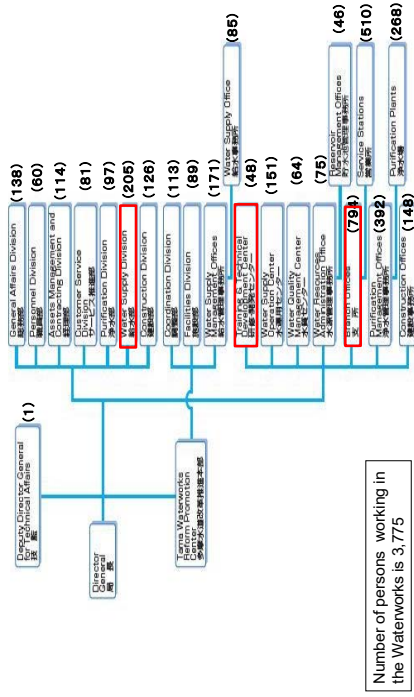 Deputy Director General
for Technical Affairs
技監
(1)
Director
General
局 長
Tama Waterworks
Reform Promotion
Center
多摩水道改革推進本部
General Affairs Division
総務部
(138)
Personnel Division
職員部
(60)
Assets Management and
Contracting Division
経理部
(114)
Customer Service
Division
サービス推進部
(81)
Purification Division
浄水部
(97)
Water Supply Division
給水部
(205)
Construction Division
建設部
(126)
Coordination Division
調整部
(113)
Facilities Division
施設部
(89)
Water Supply
Management Offices
給水管理事務所
(171)
Water Supply Office
給水事務所
(85)
Training & Technical
Development Center
研修・開発センター
(48)
Water Supply
Operation Center
水運用センター
(151)
Water Quality
Management Center
水質センター
(64)
Water Resources
Administration Office
水源管理事務所
(75)
Reservoir
Management Offices
貯水池管理事務所
(46)
Branch Offices
支 所
(794)
Service Stations
営業所
(510)
Purification
Management Offices
浄水管理事務所
(392)
Purification Plants
浄水場
(268)
Construction Offices
建設事務所
(148)
Number of persons working in
the Waterworks is 3,775